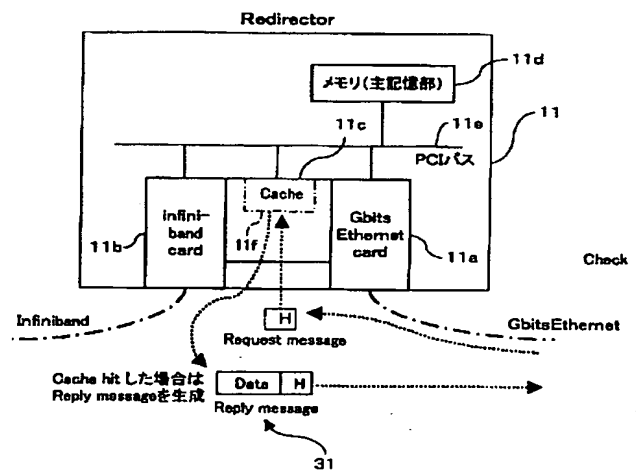 Redirector
メモリ(主記憶部)
11d
11c
11e
11
PCIバス
Cache
infini-
band
card
11b
11f
Gbits
Ethernet
card
11a
Check
Infiniband
H
Request message
GbitsEthernet
Cache hit した場合は
Reply messageを生成
Data H
Reply message
31